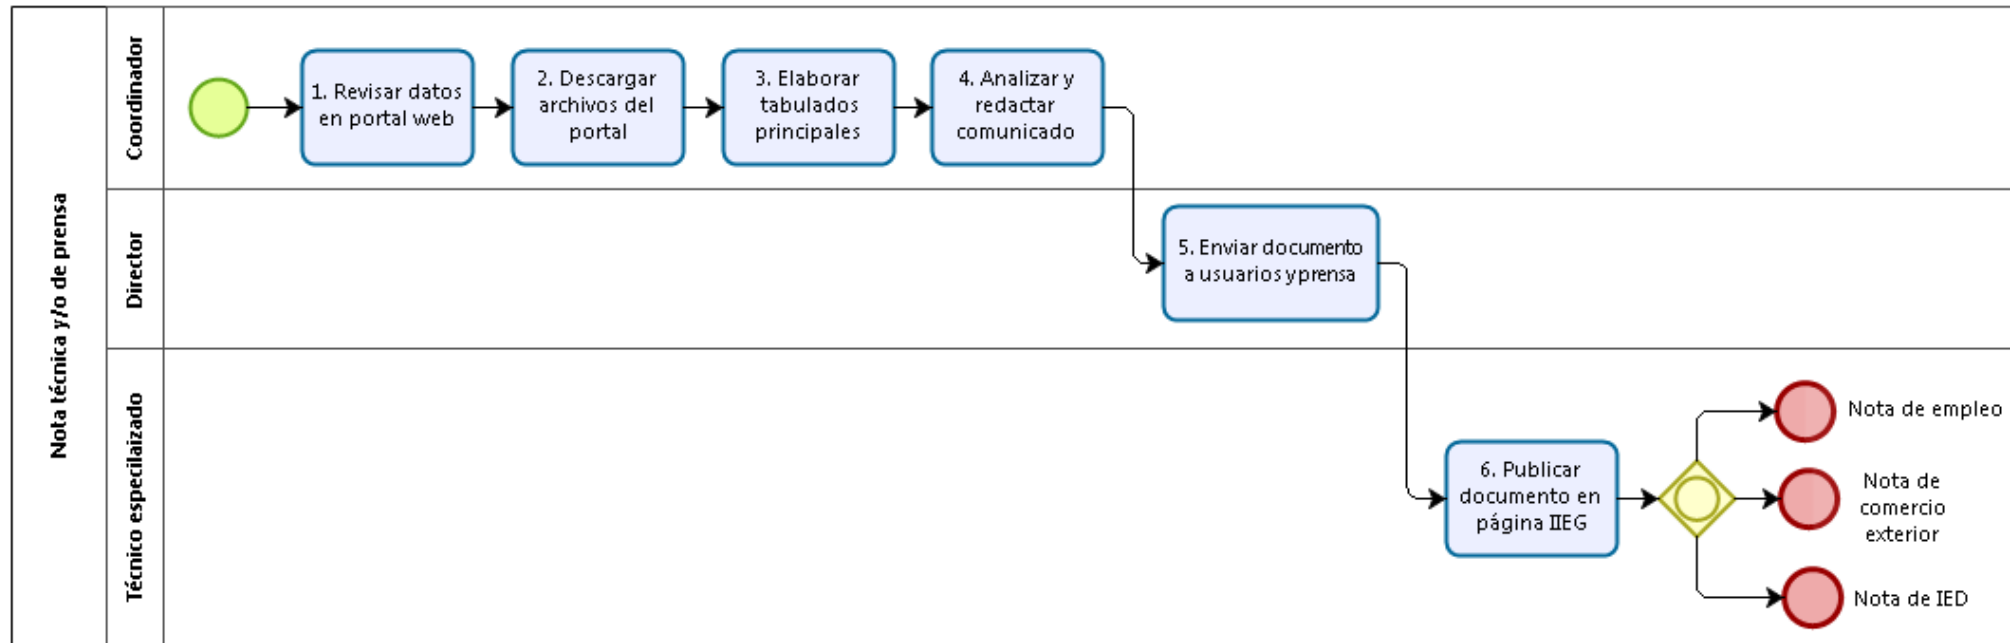 Nota técnica y/o de prensa
Coordinador
1. Revisar datos
en portal web
2. Descargar
archivos del
portal
3. Elaborar
tabulados
principales
4. Analizar y
redactar
comunicado
Director
5. Enviar documento
a usuarios y prensa
Técnico especilaizado
6. Publicar
documento en
página IIEG
Nota de empleo
Nota de
comercio
exterior
Nota de IED